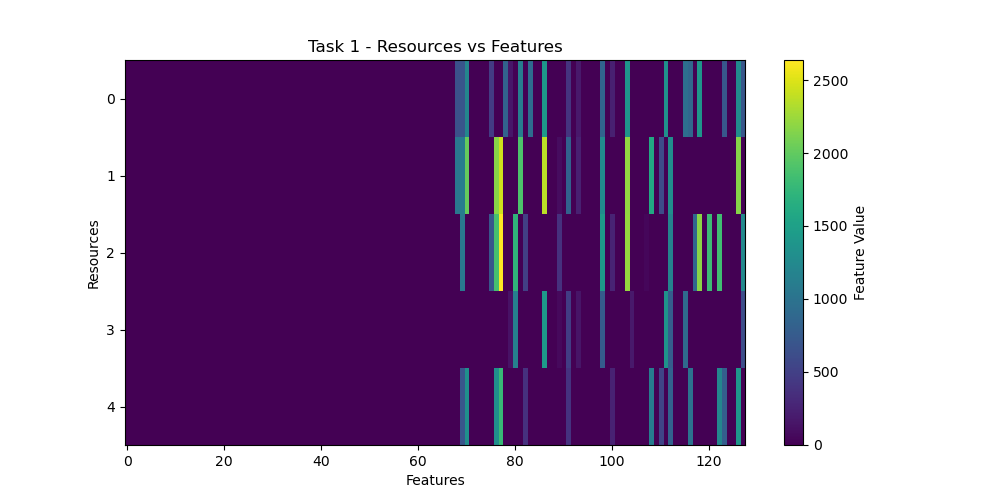 Task 1 - Resources vs Features
Resources
0
1
2
3
4
0 20 40 60 80 100 120
Features
2500
2000
1500
1000
500
0
Feature Value